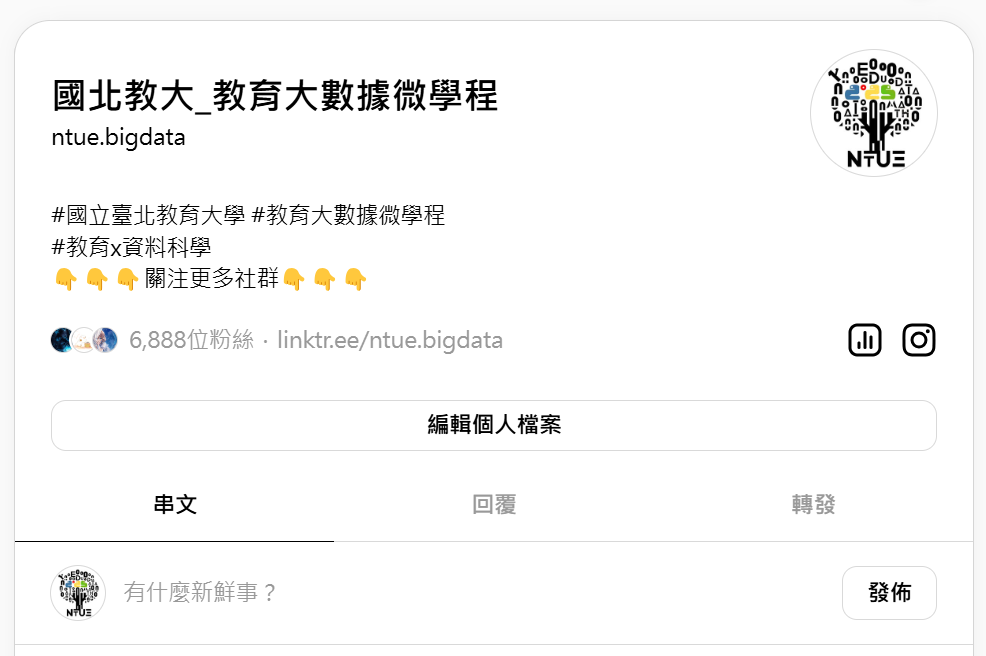 國北教大_教育大數據微學程
ntue.bigdata
NTUE
#國立臺北教育大學 #教育大數據微學程
#教育x資料科學
👇👇👇關注更多社群👇👇👇
6,888位粉絲 · linktr.ee/ntue.bigdata
編輯個人檔案
串文
回覆
轉發
有什麼新鮮事？
發佈
NTUE